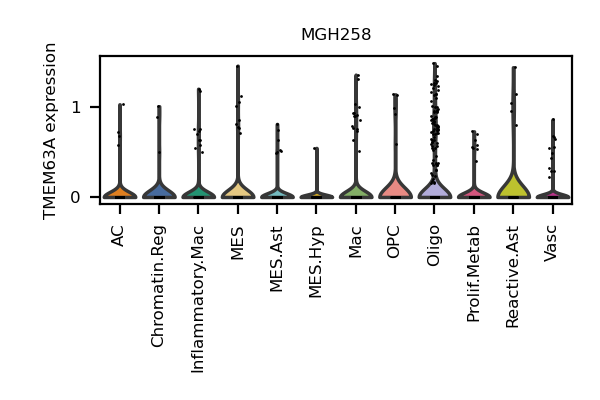 MGH258
TMEM63A expression
1
0
AC
Chromatin.Reg
Inflammatory.Mac
MES
MES.Ast
MES.Hyp
Mac
OPC
Oligo
Prolif.Metab
Reactive.Ast
Vasc